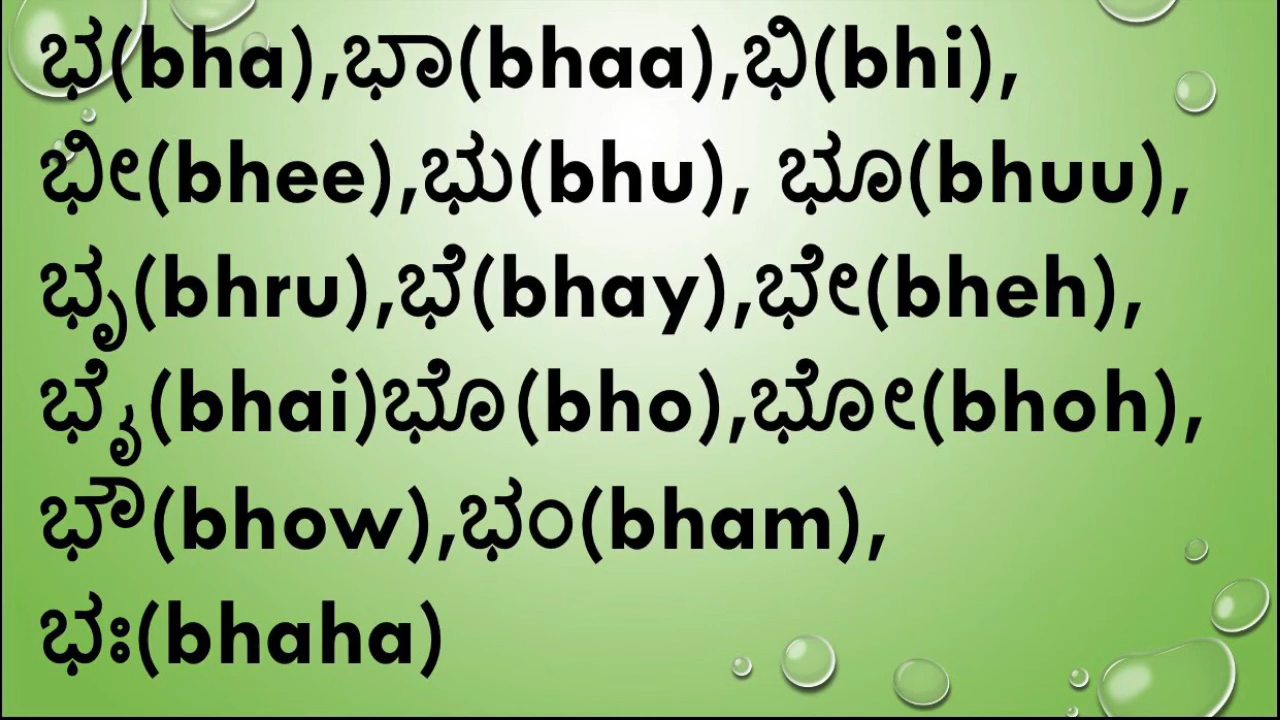 ಭ(bha),ಭಾ(bhaa),ಭಿ(bhi),
ಭೀ(bhee),ಭು(bhu), ಭೂ(bhuu),
ಭೃ(bhru),ಭೆ(bhay),ಭೇ(bheh),
ಭೈ(bhai)ಭೊ(bho),ಭೋ(bhoh),
ಭೌ(bhow),ಭಂ(bham),
ಭಃ(bhaha)